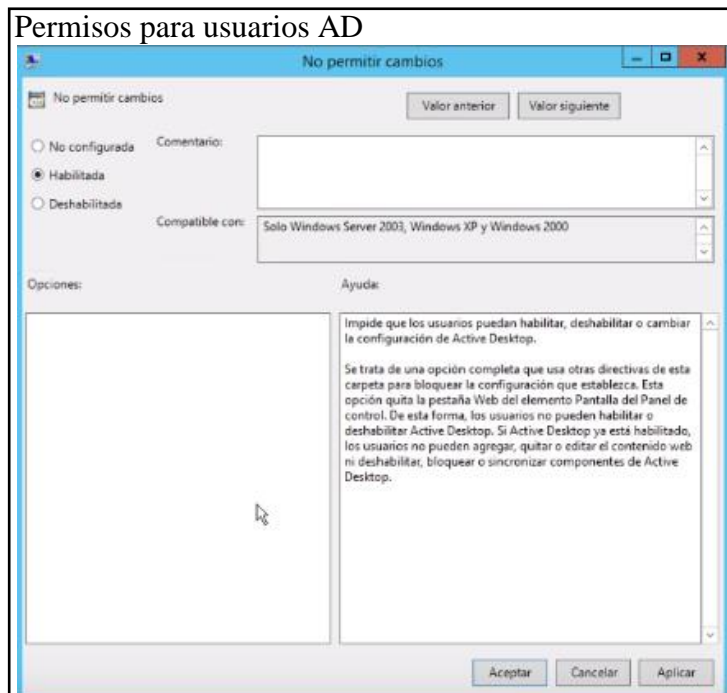 Permisos para usuarios AD
No permitir cambios
No permitir cambios
Valor anterior
Valor siguiente
No configurada
Comentario:
Habilitada
Deshabilitada
Compatible con:
Solo Windows Server 2003, Windows XP y Windows 2000
Opciones:
Ayuda:
Impide que los usuarios puedan habilitar, deshabilitar o cambiar
la configuración de Active Desktop.
Se trata de una opción completa que usa otras directivas de esta
carpeta para bloquear la configuración que establezca. Esta
opción quita la pestaña Web del elemento Pantalla del Panel de
control. De esta forma, los usuarios no pueden habilitar o
deshabilitar Active Desktop. Si Active Desktop ya está habilitado,
los usuarios no pueden agregar, quitar o editar el contenido web
ni deshabilitar, bloquear o sincronizar componentes de Active
Desktop.
Aceptar
Cancelar
Aplicar